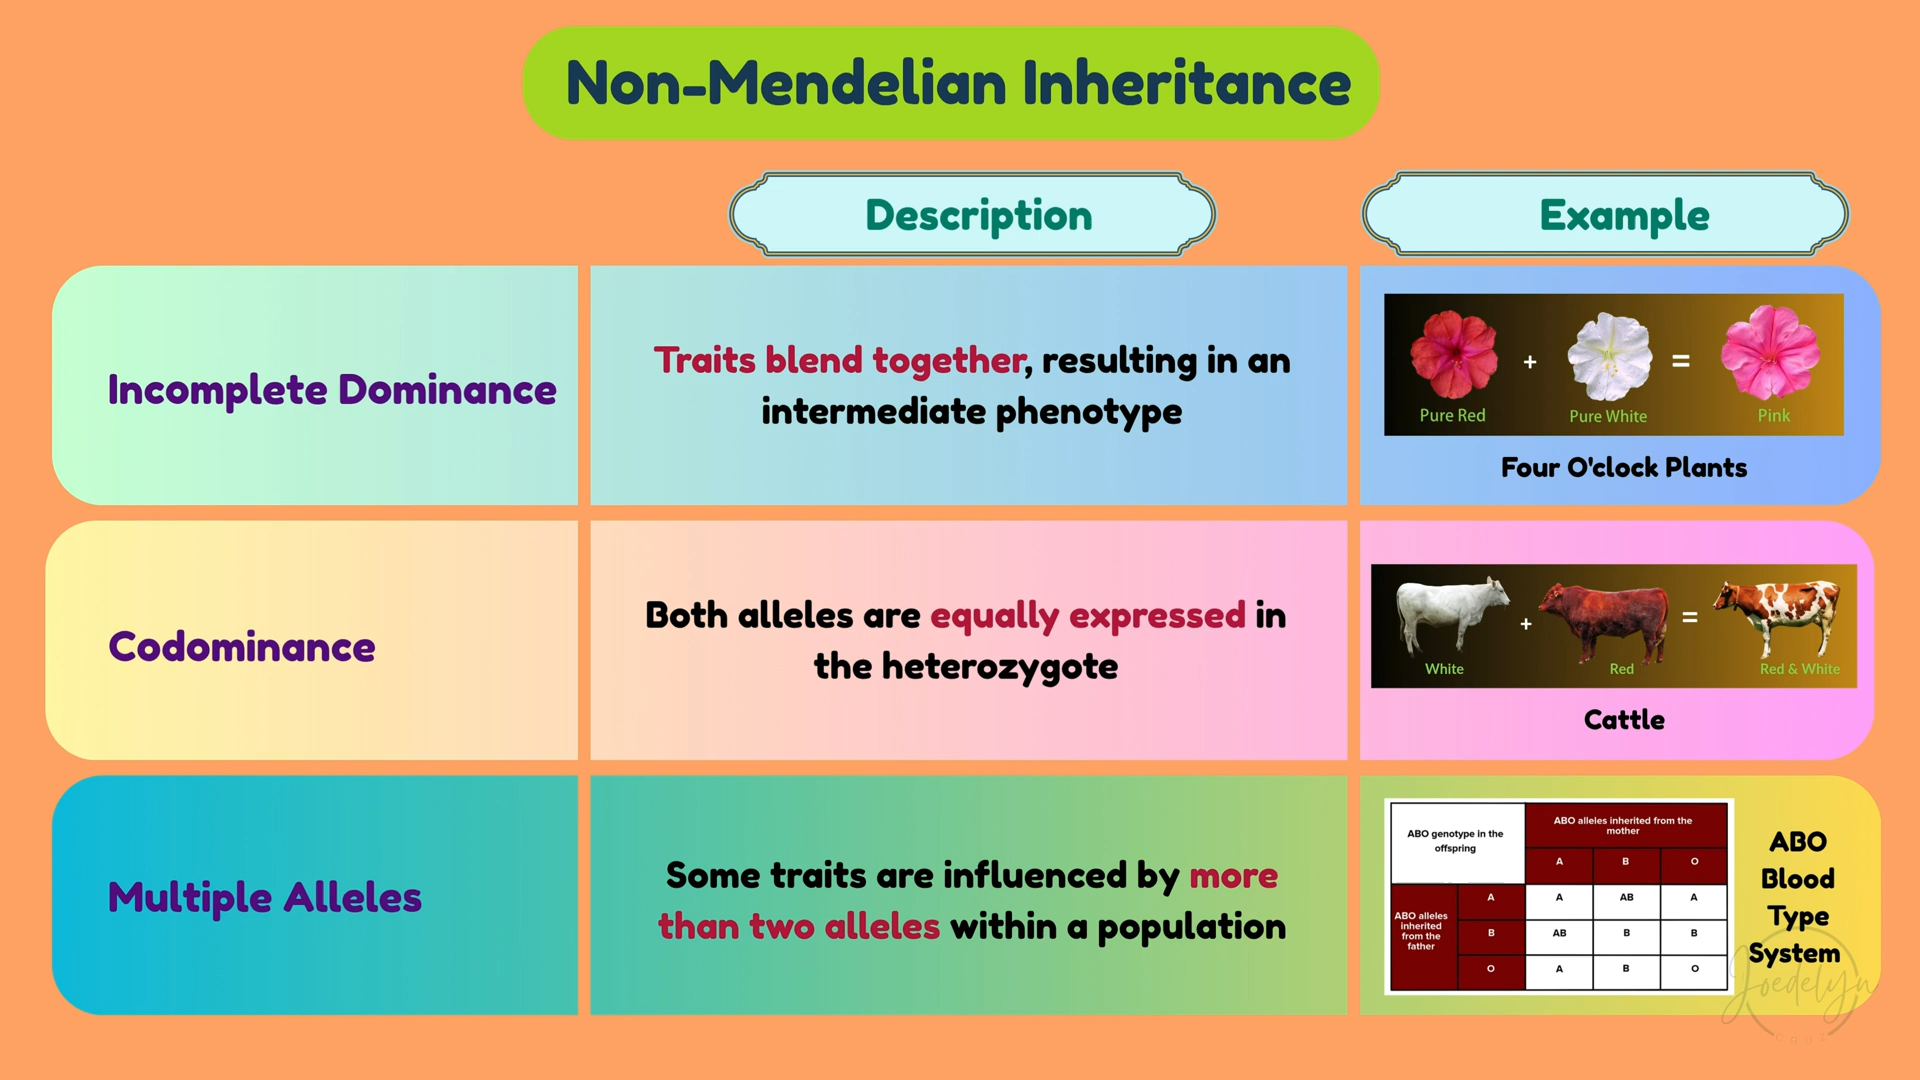 Non-Mendelian Inheritance
Description
Example
Incomplete Dominance
Traits blend together, resulting in an
intermediate phenotype
+
=
Pure Red
Pure White
Pink
Four O'clock Plants
Codominance
Both alleles are equally expressed in
the heterozygote
+
=
White
Red
Red & White
Cattle
Multiple Alleles
Some traits are influenced by more
than two alleles within a population
ABO genotype in the
offspring
ABO alleles inherited from the
mother
A B O
ABO alleles
inherited
from the
father
A A AB A
B AB B B
O A B O
ABO
Blood
Type
System
Joedelyn